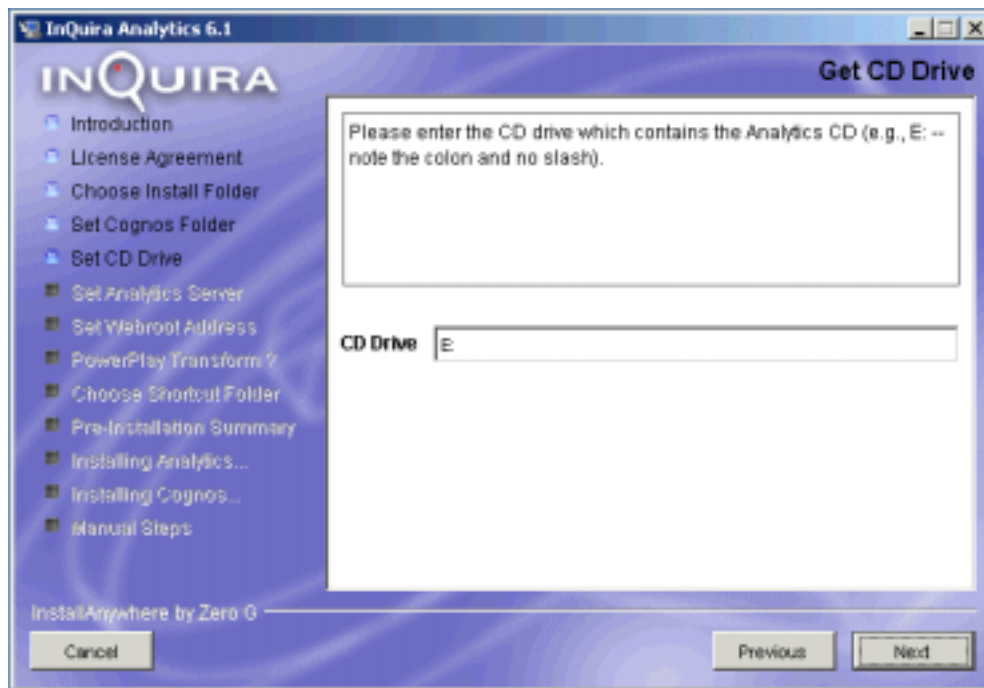 InQuira Analytics 6.1
INQUIRA
Get CD Drive
Introduction
License Agreement
Choose Install Folder
Set Cognos Folder
Set CD Drive
Set Analytics Server
Set Webroot Address
PowerPlay Transform ?
Choose Shortcut Folder
Pre-Installation Summary
Installing Analytics...
Installing Cognos...
Manual Steps
Please enter the CD drive which contains the Analytics CD (e.g., E: --
note the colon and no slash).
CD Drive
E:
InstallAnywhere by Zero G
Cancel
Previous
Next